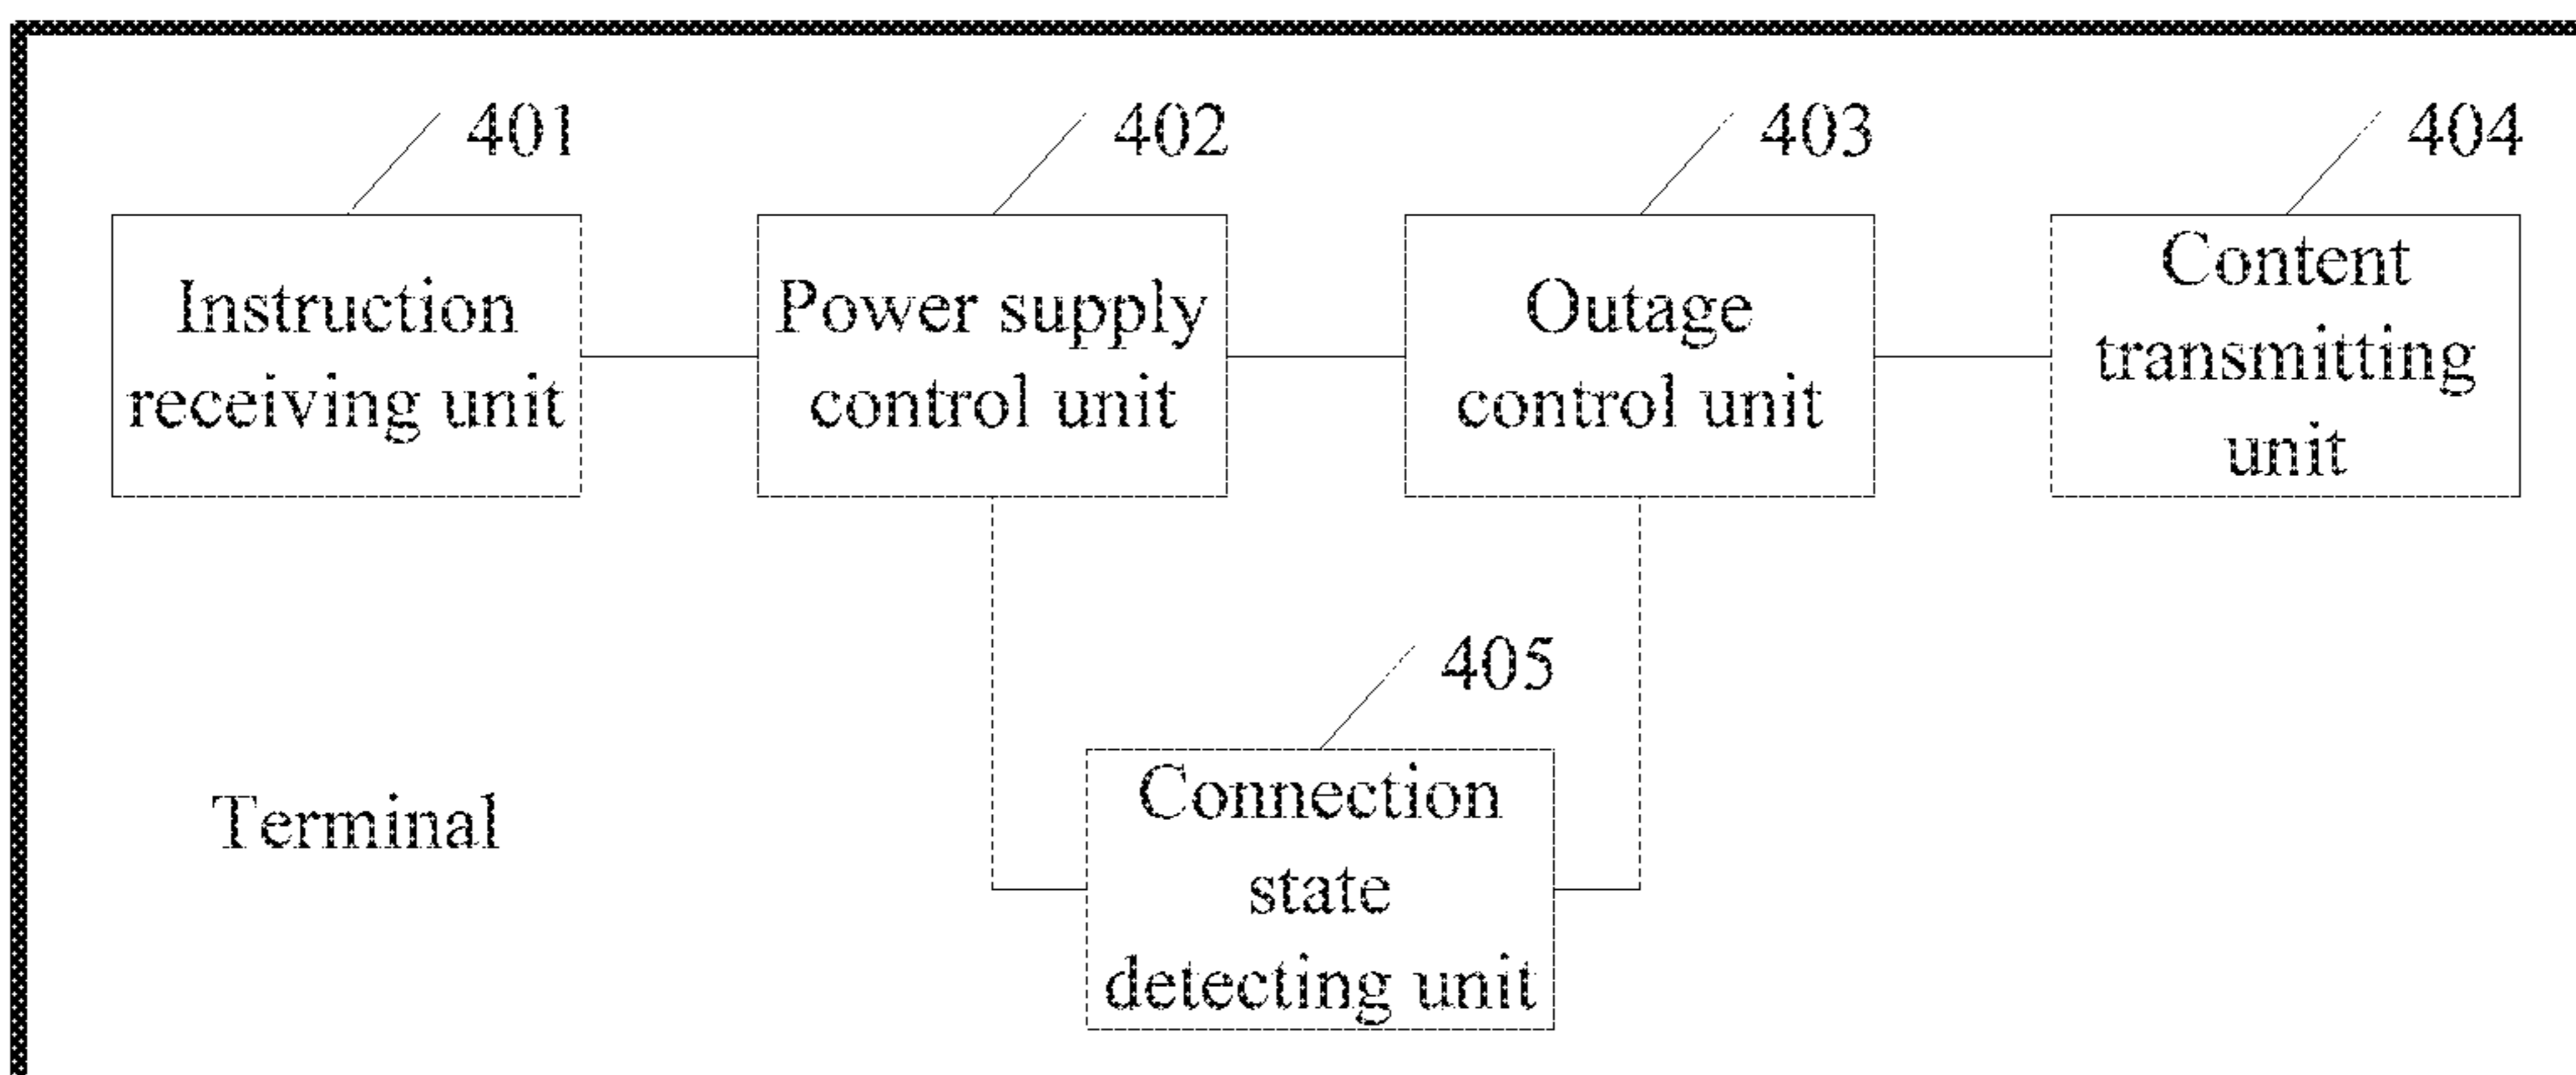 401
402
403
404
Instruction
receiving unit
Power supply
control unit
Outage
control unit
Content
transmitting
unit
405
Connection
state
detecting unit
Terminal